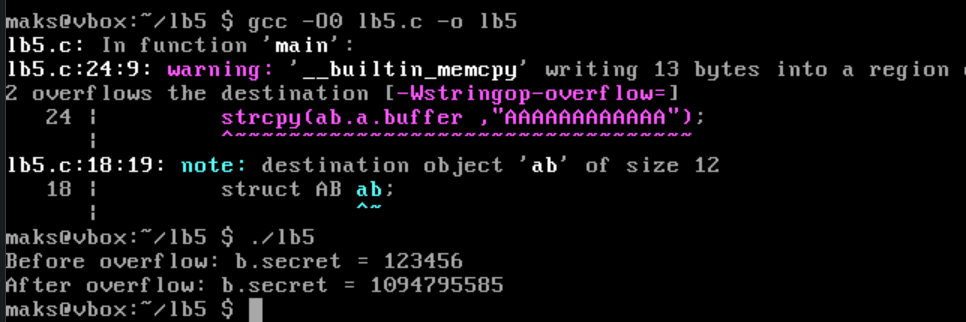 maks@vbox:~/lb5 $ gcc -O0 lb5.c -o lb5
lb5.c: In function 'main':
lb5.c:24:9: warning: '__builtin_memcpy' writing 13 bytes into a region
2 overflows the destination [-Wstringop-overflow=]
   24 |         strcpy(ab.a.buffer ,"AAAAAAAAAAAA");
      |         ^~~~~~~~~~~~~~~~~~~~~~~~~~~~~~~~~~~
lb5.c:18:19: note: destination object 'ab' of size 12
   18 |         struct AB ab;
      |                   ^~
maks@vbox:~/lb5 $ ./lb5
Before overflow: b.secret = 123456
After overflow: b.secret = 1094795585
maks@vbox:~/lb5 $